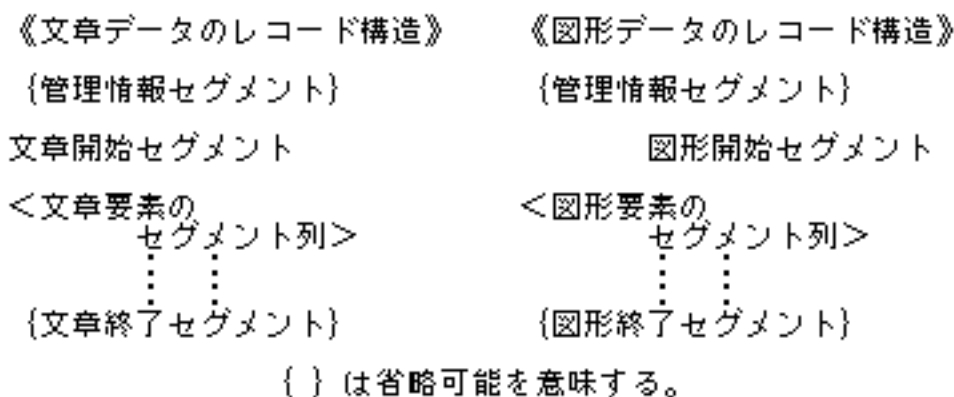 《文章データのレコード構造》 《図形データのレコード構造》
{管理情報セグメント} {管理情報セグメント}
文章開始セグメント 図形開始セグメント
＜文章要素の ＜図形要素の
セグメント列＞ セグメント列＞
{文章終了セグメント} {図形終了セグメント}
{ } は省略可能を意味する。